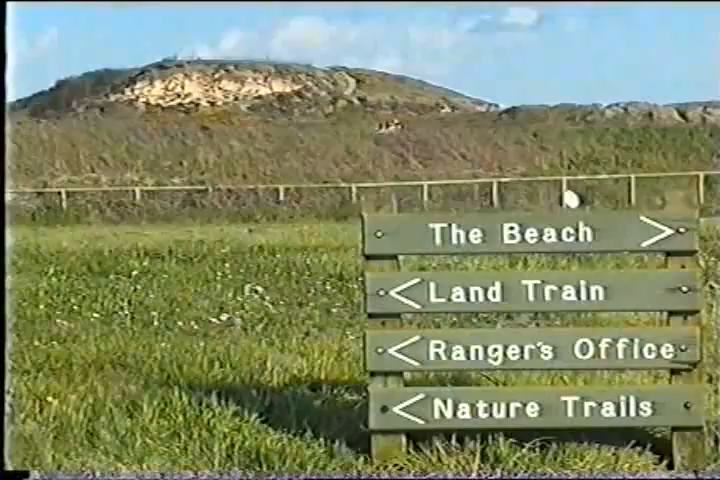 The Beach >
< Land Train
< Ranger's Office
< Nature Trails